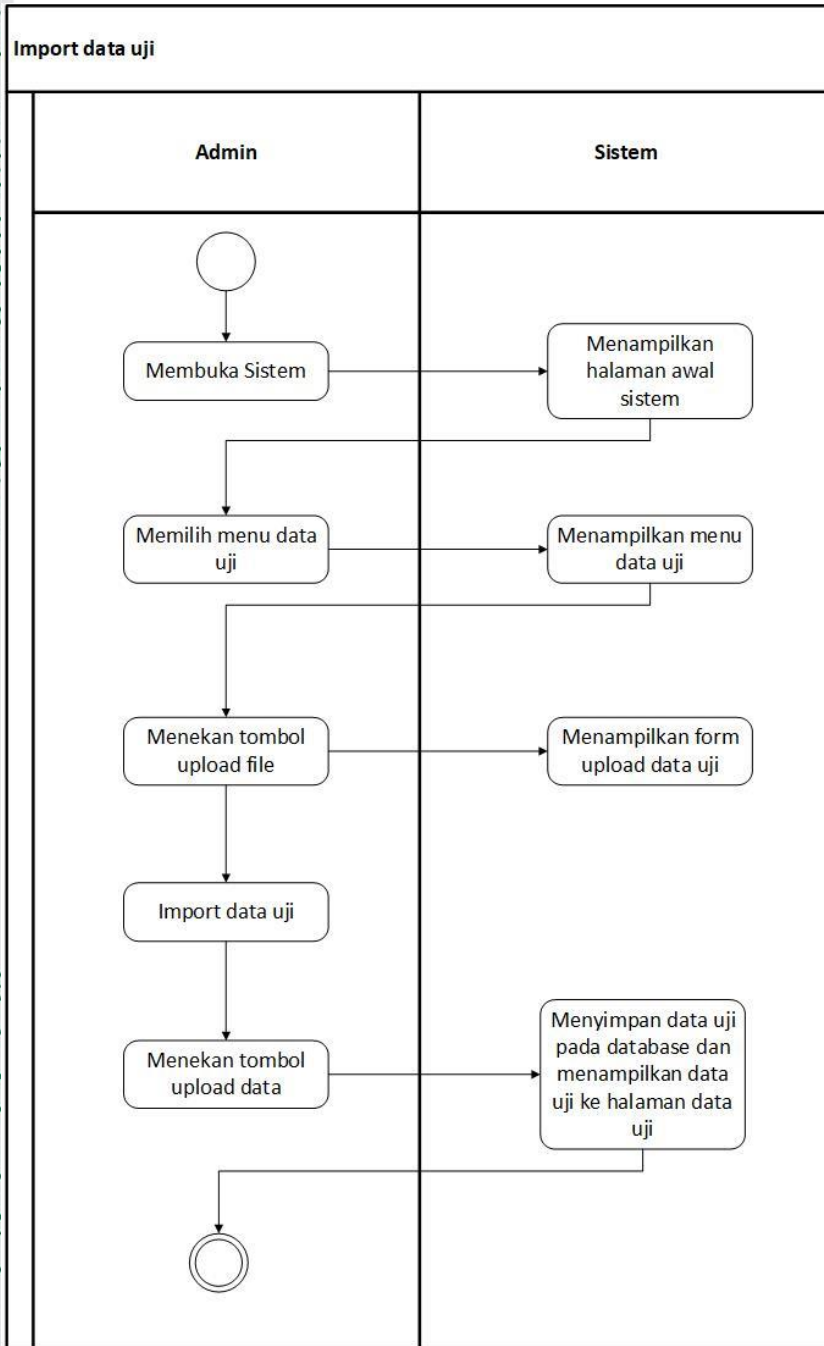 Import data uji
Admin
Sistem
Membuka Sistem
Menampilkan
halaman awal
sistem
Memilih menu data
uji
Menampilkan menu
data uji
Menekan tombol
upload file
Menampilkan form
upload data uji
Import data uji
Menekan tombol
upload data
Menyimpan data uji
pada database dan
menampilkan data
uji ke halaman data
uji